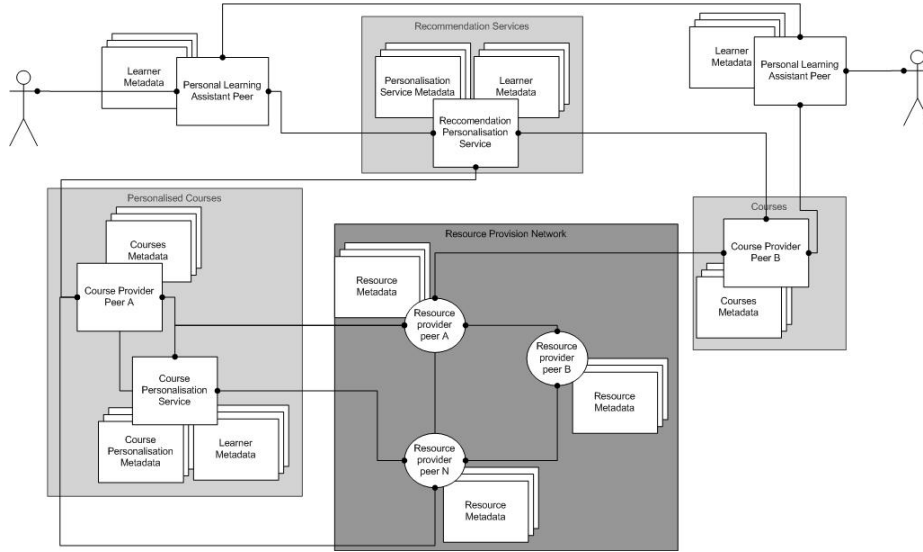 Recommendation Services
Learner
Metadata
Personal Learning
Assistant Peer
Personalisation
Service Metadata
Learner
Metadata
Reccomendation
Personalisation
Service
Learner
Metadata
Personal Learning
Assistant Peer
Personalised Courses
Courses
Metadata
Course Provider
Peer A
Course
Personalisation
Service
Course
Personalisation
Metadata
Learner
Metadata
Resource Provision Network
Resource
Metadata
Resource
provider
peer A
Resource
provider
peer B
Resource
Metadata
Resource
provider
peer N
Resource
Metadata
Courses
Course Provider
Peer B
Courses
Metadata